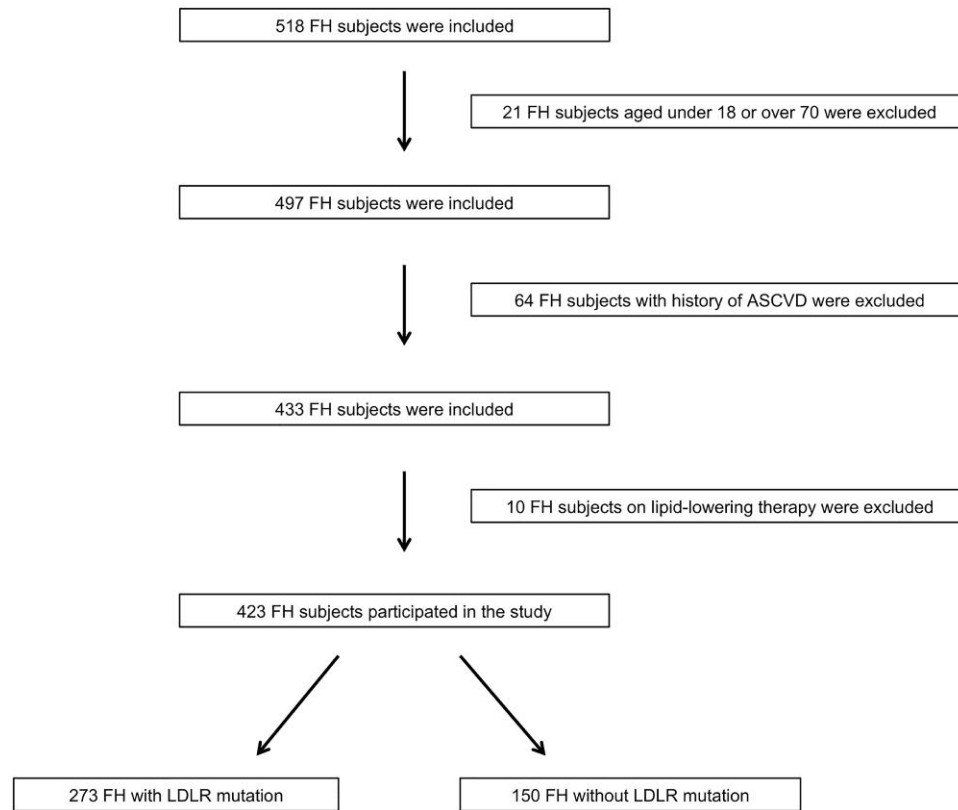 518 FH subjects were included
21 FH subjects aged under 18 or over 70 were excluded
497 FH subjects were included
64 FH subjects with history of ASCVD were excluded
433 FH subjects were included
10 FH subjects on lipid-lowering therapy were excluded
423 FH subjects participated in the study
273 FH with LDLR mutation
150 FH without LDLR mutation